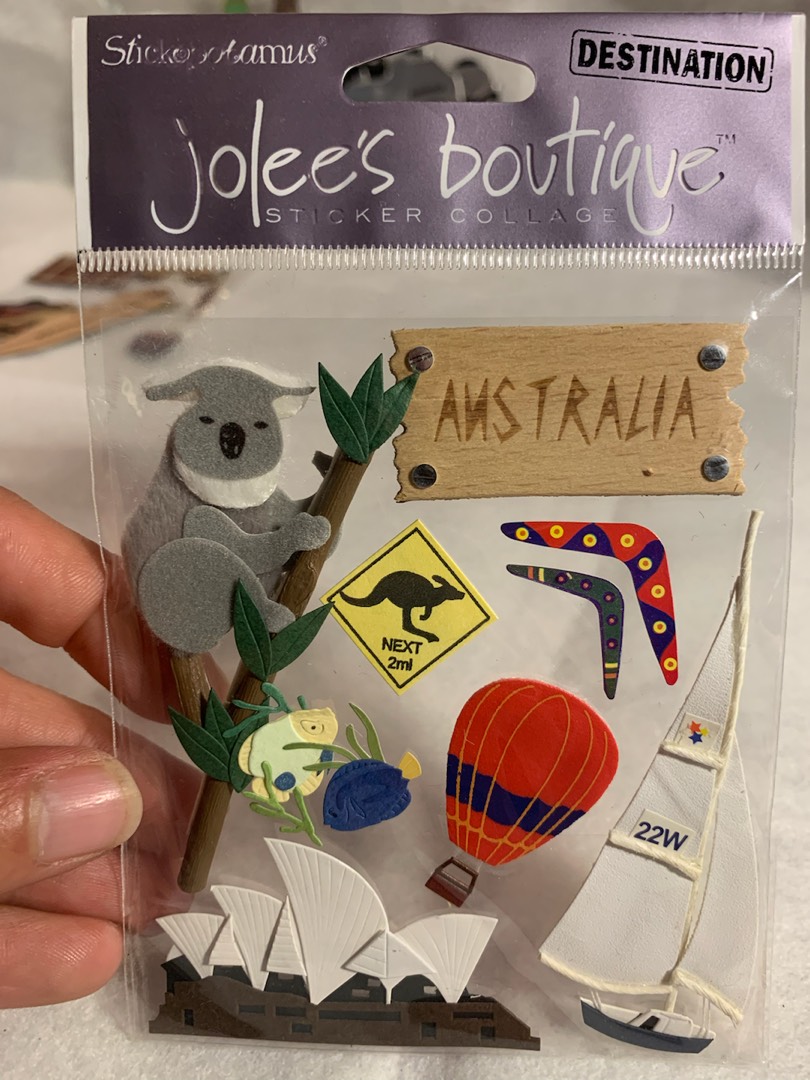 Stickopotamus®
DESTINATION
jolee's boutique™
STICKER COLLAGE
AUSTRALIA
NEXT
2ml
22W